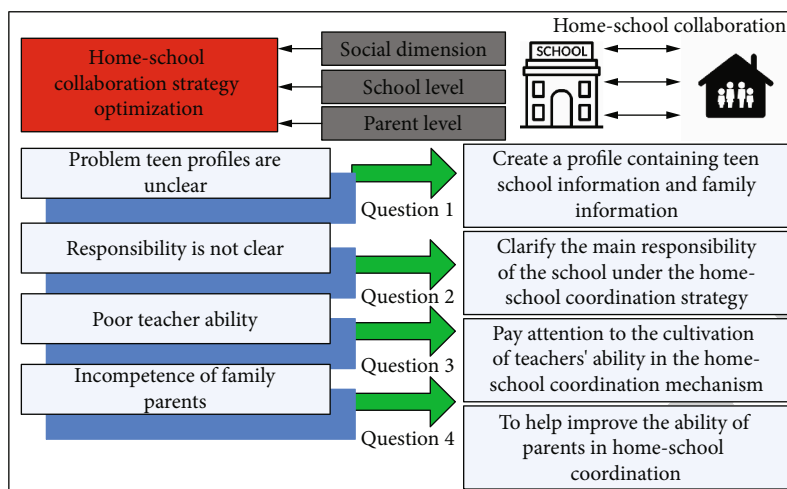 Home-school collaboration
Home-school
collaboration strategy
optimization
Social dimension
School level
Parent level
SCHOOL
Problem teen profiles are
unclear
Question 1
Create a profile containing teen
school information and family
information
Responsibility is not clear
Question 2
Clarify the main responsibility
of the school under the home-
school coordination strategy
Poor teacher ability
Question 3
Pay attention to the cultivation
of teachers' ability in the home-
school coordination mechanism
Incompetence of family
parents
Question 4
To help improve the ability of
parents in home-school
coordination